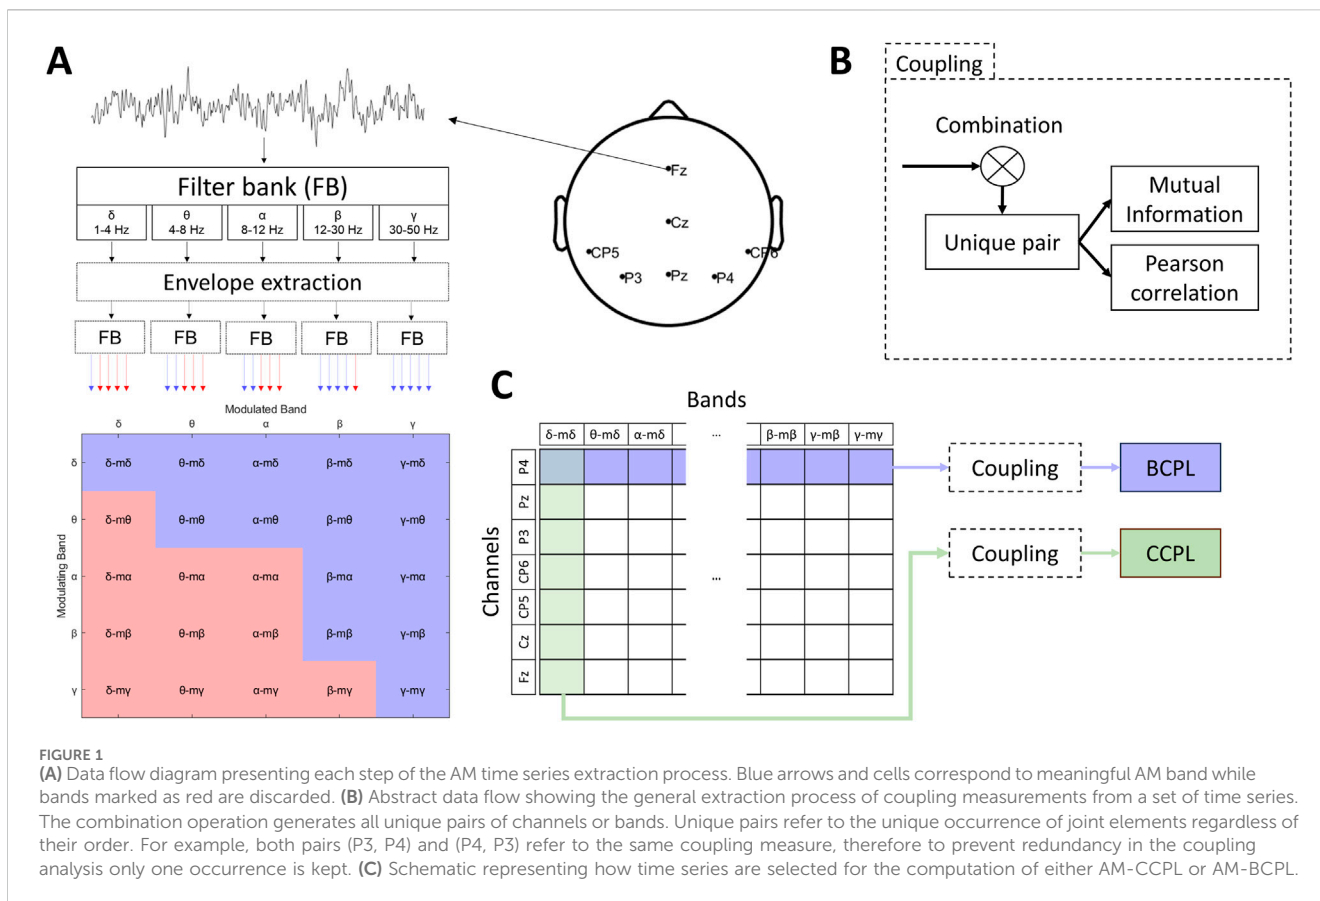 A
Filter bank (FB)
δ θ α β γ
1-4 Hz 4-8 Hz 8-12 Hz 12-30 Hz 30-50 Hz
Envelope extraction
FB FB FB FB FB
Modulated Band
δ θ α β γ
Modulating Band
δ δ-mδ θ-mδ α-mδ β-mδ γ-mδ
θ δ-mθ θ-mθ α-mθ β-mθ γ-mθ
α δ-mα θ-mα α-mα β-mα γ-mα
β δ-mβ θ-mβ α-mβ β-mβ γ-mβ
γ δ-mγ θ-mγ α-mγ β-mγ γ-mγ
Fz
Cz
CP5 CP6
P3 Pz P4
B
Coupling
Combination
Unique pair
Mutual
Information
Pearson
correlation
C
Bands
δ-mδ θ-mδ α-mδ ... β-mβ γ-mβ γ-mγ
Channels
P4
Pz
P3
CP6
CP5
Cz
Fz
...
Coupling BCPL
Coupling CCPL
FIGURE 1
(A) Data flow diagram presenting each step of the AM time series extraction process. Blue arrows and cells correspond to meaningful AM band while
bands marked as red are discarded. (B) Abstract data flow showing the general extraction process of coupling measurements from a set of time series.
The combination operation generates all unique pairs of channels or bands. Unique pairs refer to the unique occurrence of joint elements regardless of
their order. For example, both pairs (P3, P4) and (P4, P3) refer to the same coupling measure, therefore to prevent redundancy in the coupling
analysis only one occurrence is kept. (C) Schematic representing how time series are selected for the computation of either AM-CCPL or AM-BCPL.